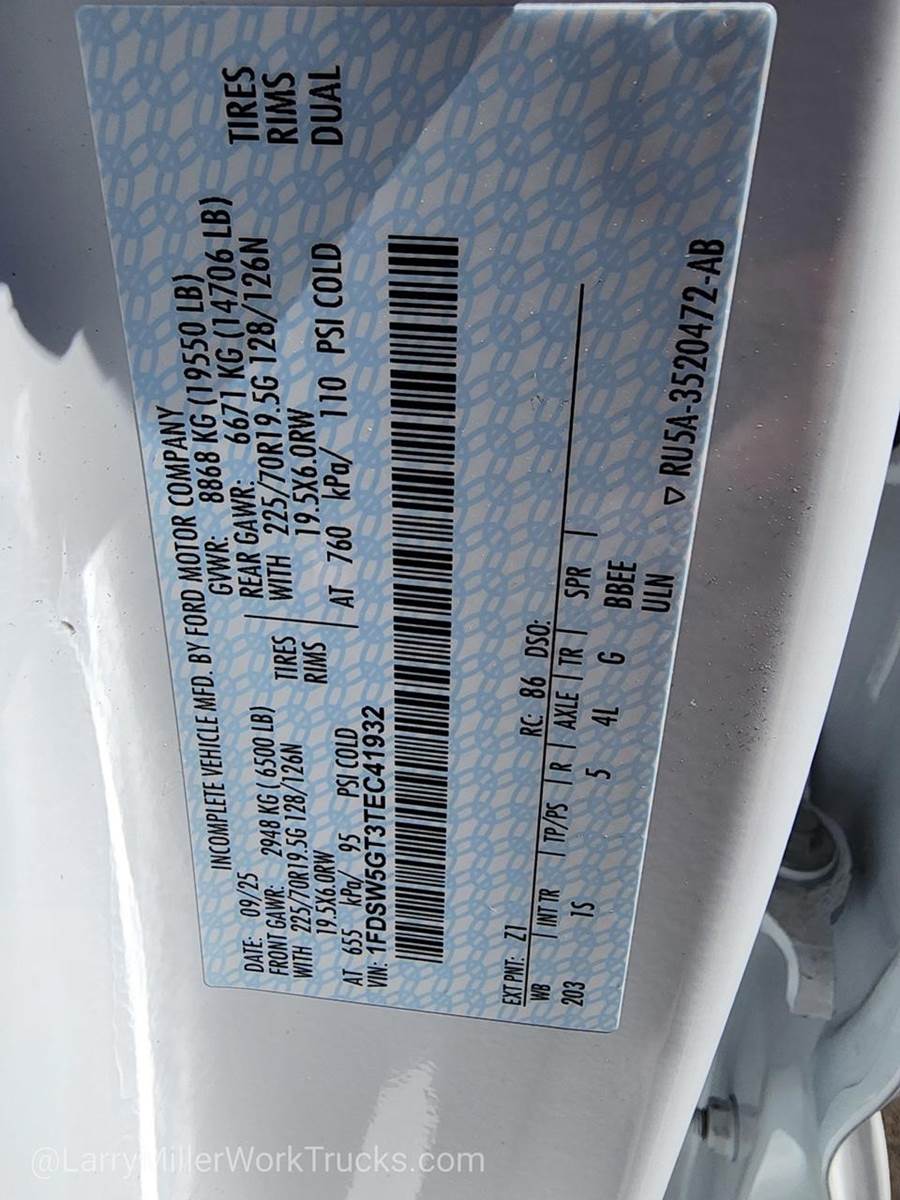 INCOMPLETE VEHICLE MFD. BY FORD MOTOR COMPANY
DATE: 09/25 GVWR: 8868 KG (19550 LB)
FRONT GAWR: 2948 KG (6500 LB) REAR GAWR: 6671 KG (14706 LB)
WITH 225/70R19.5G 128/126N TIRES WITH 225/70R19.5G 128/126N TIRES
19.5X6.0RW RIMS 19.5X6.0RW RIMS
AT 655 kPa/ 95 PSI COLD AT 760 kPa/ 110 PSI COLD DUAL
VIN: 1FDSW5GT3TEC41932
EXT PNT: Z1 RC: 86 DSO:
WB INT TR TP/PS R AXLE TR SPR
203 1S 5 4L G BBEE
ULN
▽ RU5A-3520472-AB
@LarryMillerWorkTrucks.com